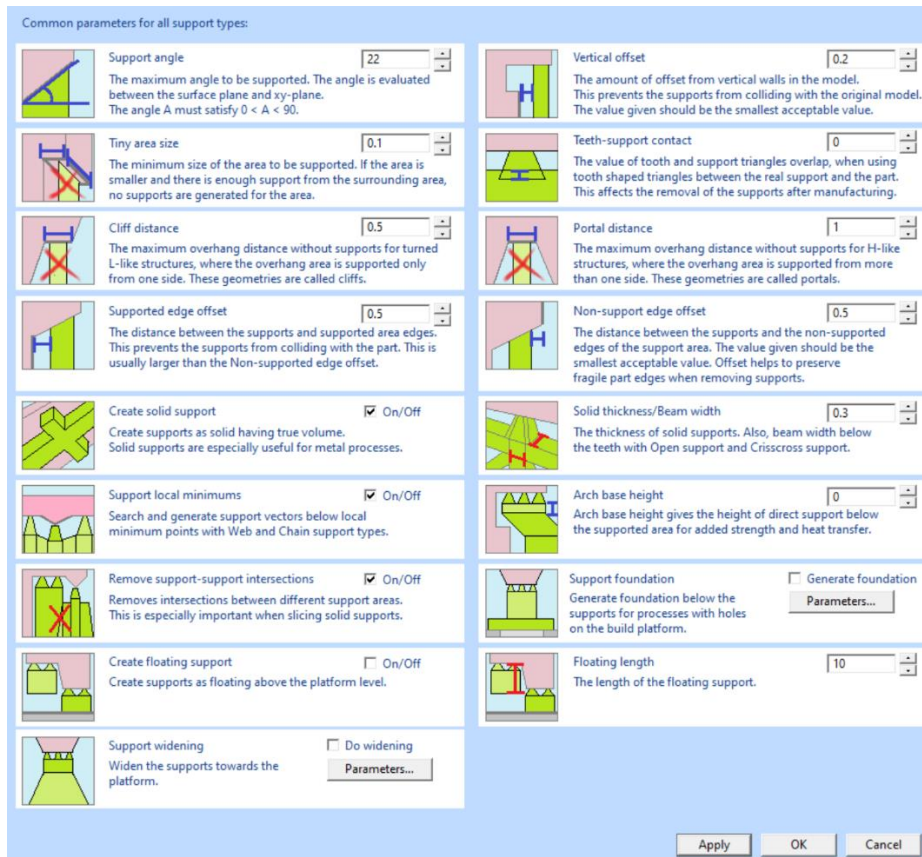 Common parameters for all support types:
Support angle
22
The maximum angle to be supported. The angle is evaluated
between the surface plane and xy-plane.
The angle A must satisfy 0 < A < 90.
Vertical offset
0.2
The amount of offset from vertical walls in the model.
This prevents the supports from colliding with the original model.
The value given should be the smallest acceptable value.
Tiny area size
0.1
The minimum size of the area to be supported. If the area is
smaller and there is enough support from the surrounding area,
no supports are generated for the area.
Teeth-support contact
0
The value of tooth and support triangles overlap, when using
tooth shaped triangles between the real support and the part.
This affects the removal of the supports after manufacturing.
Cliff distance
0.5
The maximum overhang distance without supports for turned
L-like structures, where the overhang area is supported only
from one side. These geometries are called cliffs.
Portal distance
1
The maximum overhang distance without supports for H-like
structures, where the overhang area is supported from more
than one side. These geometries are called portals.
Supported edge offset
0.5
The distance between the supports and supported area edges.
This prevents the supports from colliding with the part. This is
usually larger than the Non-supported edge offset.
Non-support edge offset
0.5
The distance between the supports and the non-supported
edges of the support area. The value given should be the
smallest acceptable value. Offset helps to preserve
fragile part edges when removing supports.
Create solid support
On/Off
Create supports as solid having true volume.
Solid supports are especially useful for metal processes.
Solid thickness/Beam width
0.3
The thickness of solid supports. Also, beam width below
the teeth with Open support and Crisscross support.
Support local minimums
On/Off
Search and generate support vectors below local
minimum points with Web and Chain support types.
Arch base height
0
Arch base height gives the height of direct support below
the supported area for added strength and heat transfer.
Remove support-support intersections
On/Off
Removes intersections between different support areas.
This is especially important when slicing solid supports.
Support foundation
Generate foundation
Generate foundation below the
supports for processes with holes
on the build platform.
Parameters...
Create floating support
On/Off
Create supports as floating above the platform level.
Floating length
10
The length of the floating support.
Support widening
Do widening
Widen the supports towards the
platform.
Parameters...
Apply
OK
Cancel